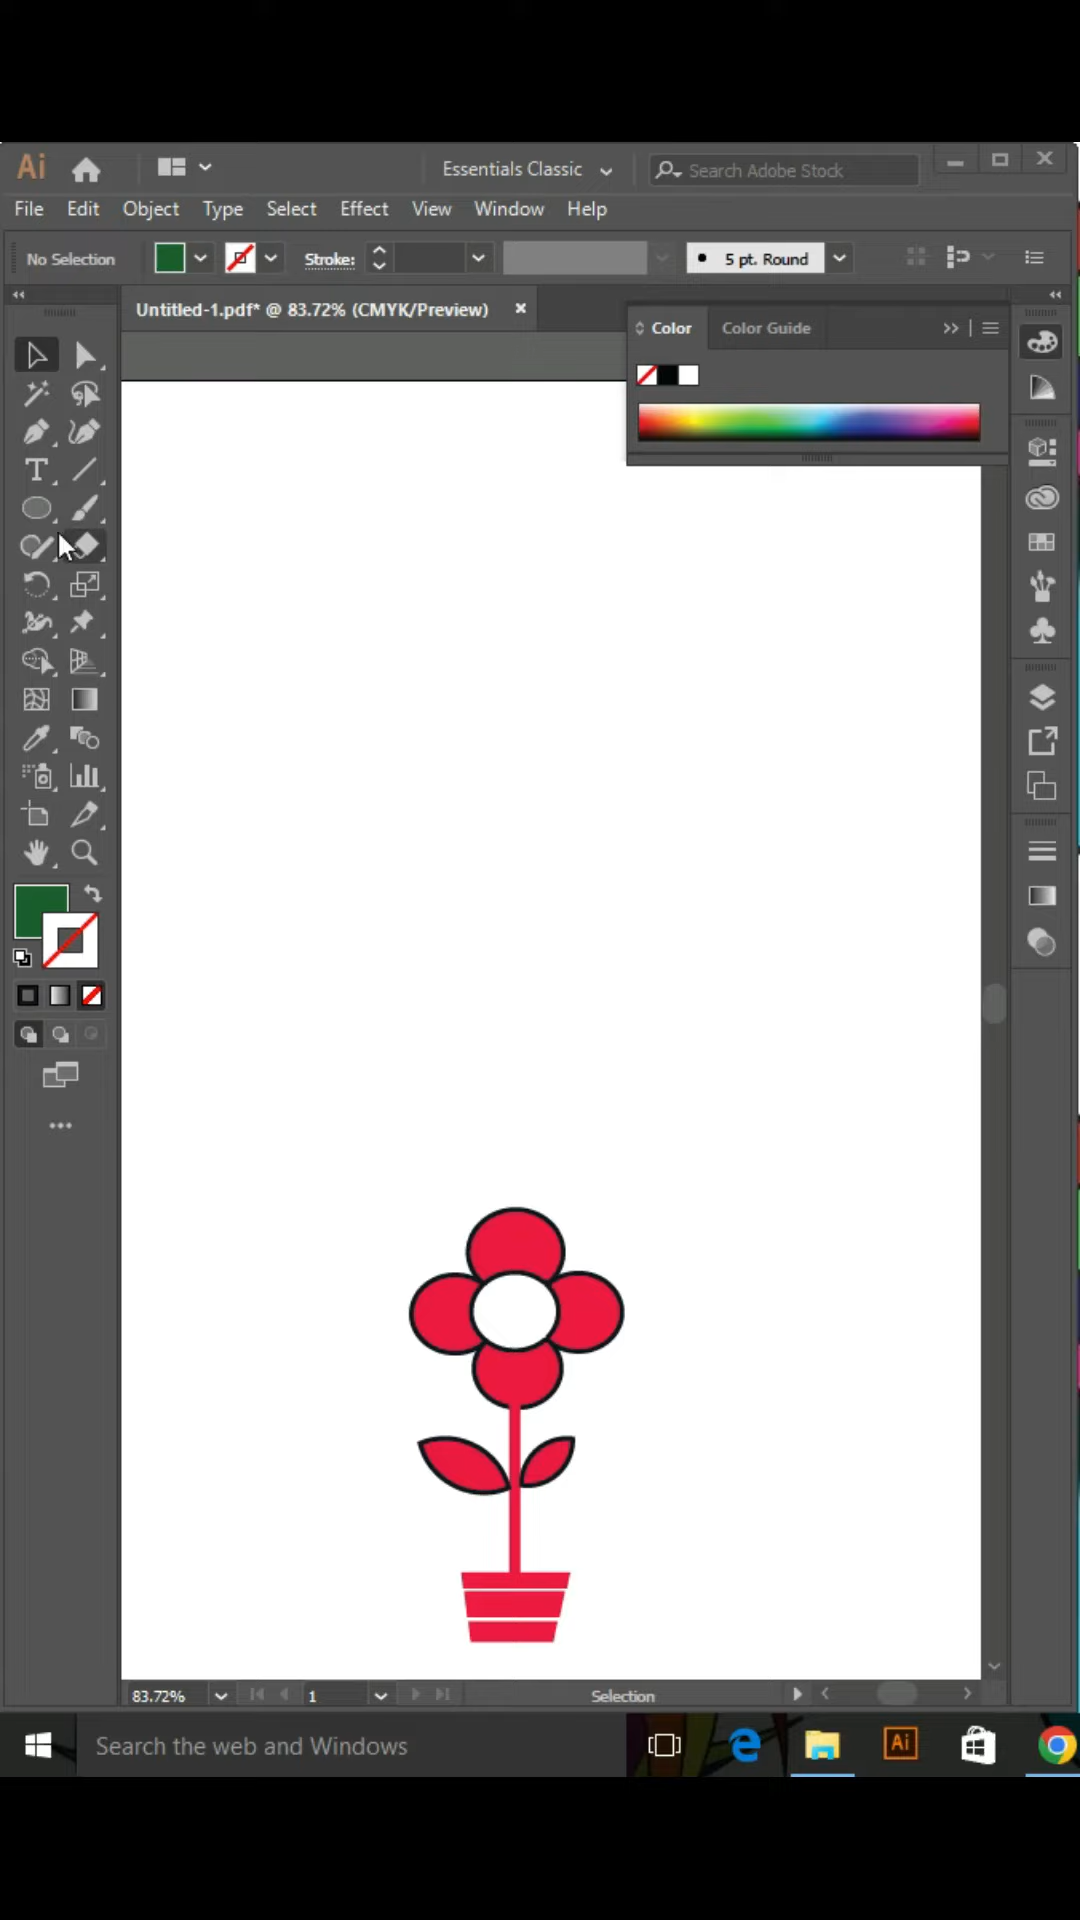 Ai
Essentials Classic
Search Adobe Stock
File Edit Object Type Select Effect View Window Help
No Selection
Stroke:
5 pt. Round
Untitled-1.pdf* @ 83.72% (CMYK/Preview)
Color
Color Guide
T
83.72%
1
Selection
Search the web and Windows
Ai